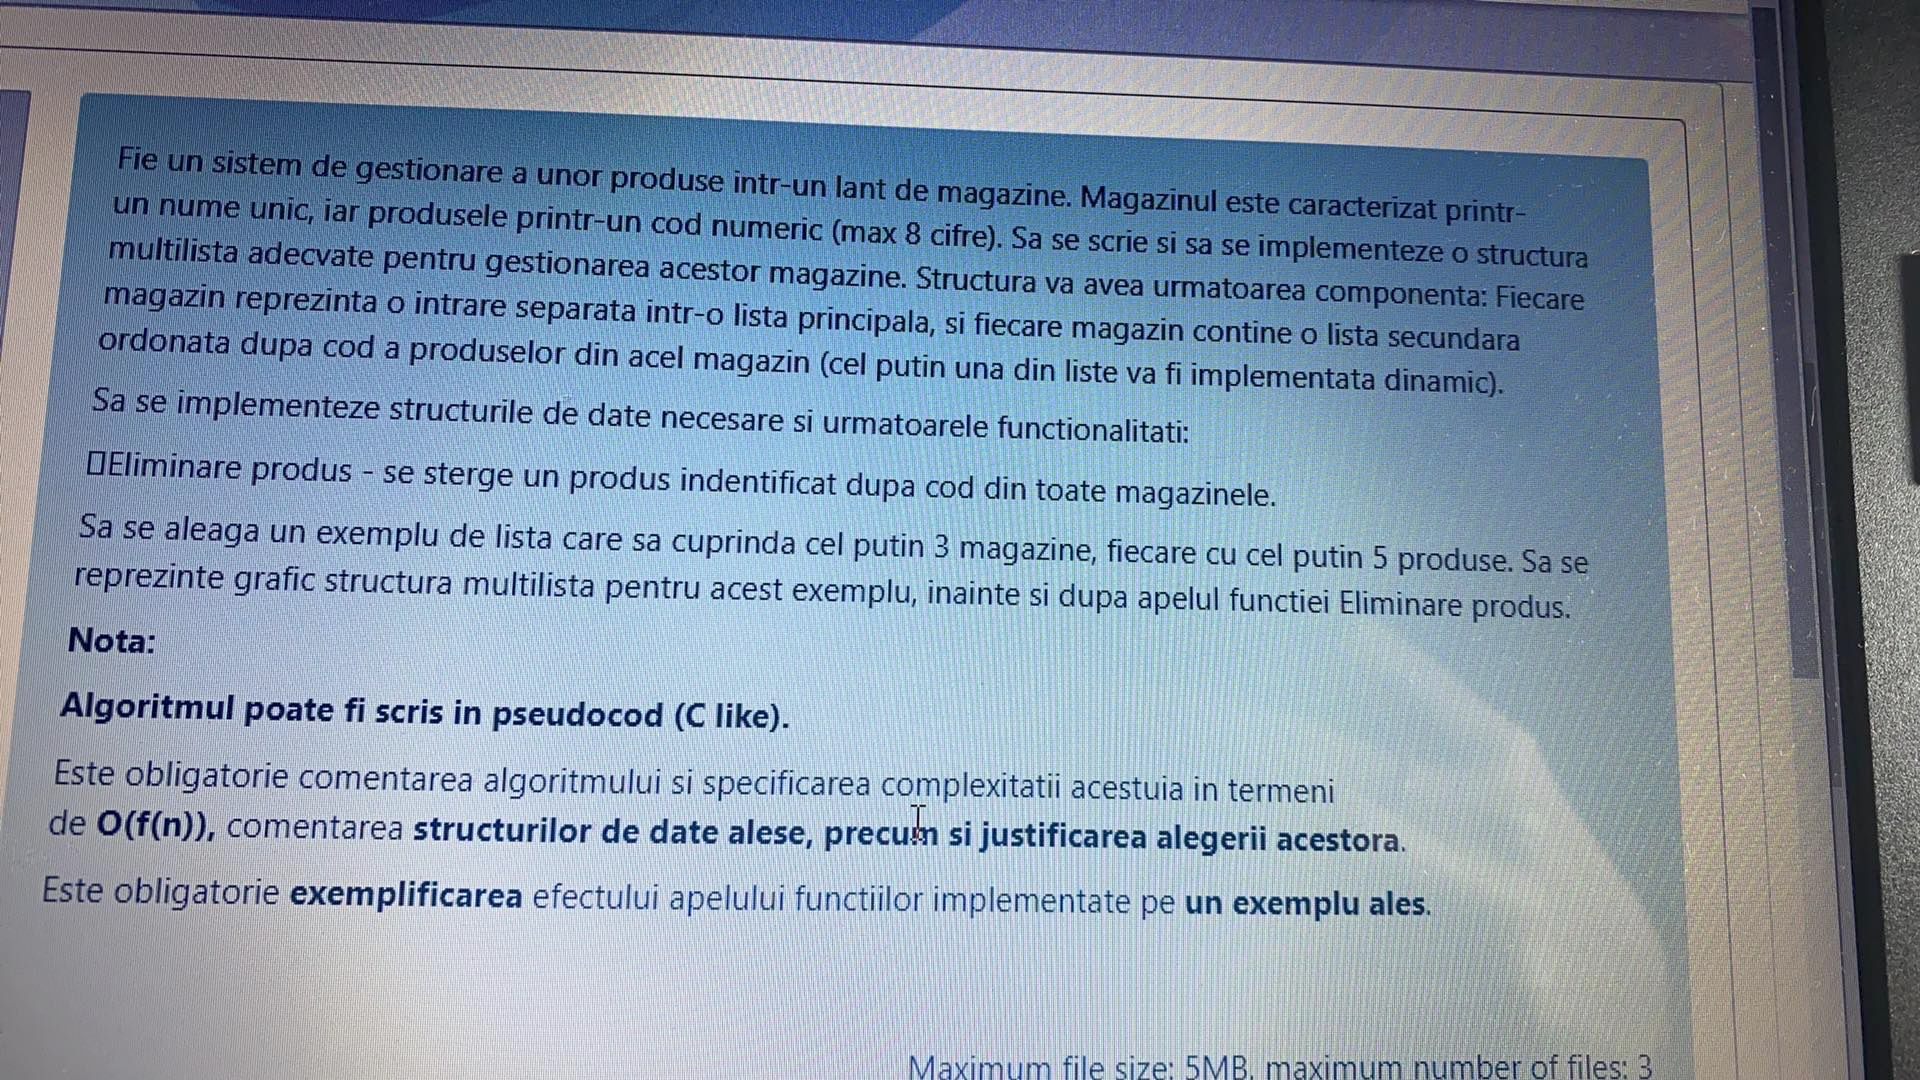 Fie un sistem de gestionare a unor produse intr-un lant de magazine. Magazinul este caracterizat printr-
un nume unic, iar produsele printr-un cod numeric (max 8 cifre). Sa se scrie si sa se implementeze o structura
multilista adecvate pentru gestionarea acestor magazine. Structura va avea urmatoarea componenta: Fiecare
magazin reprezinta o intrare separata intr-o lista principala, si fiecare magazin contine o lista secundara
ordonata dupa cod a produselor din acel magazin (cel putin una din liste va fi implementata dinamic).
Sa se implementeze structurile de date necesare si urmatoarele functionalitati:
Eliminare produs - se sterge un produs indentificat dupa cod din toate magazinele.
Sa se aleaga un exemplu de lista care sa cuprinda cel putin 3 magazine, fiecare cu cel putin 5 produse. Sa se
reprezinte grafic structura multilista pentru acest exemplu, inainte si dupa apelul functiei Eliminare produs.
Nota:
Algoritmul poate fi scris in pseudocod (C like).
Este obligatorie comentarea algoritmului si specificarea complexitatii acestuia in termeni
de O(f(n)), comentarea structurilor de date alese, precum si justificarea alegerii acestora.
Este obligatorie exemplificarea efectului apelului functiilor implementate pe un exemplu ales.
Maximum file size: 5MB, maximum number of files: 3